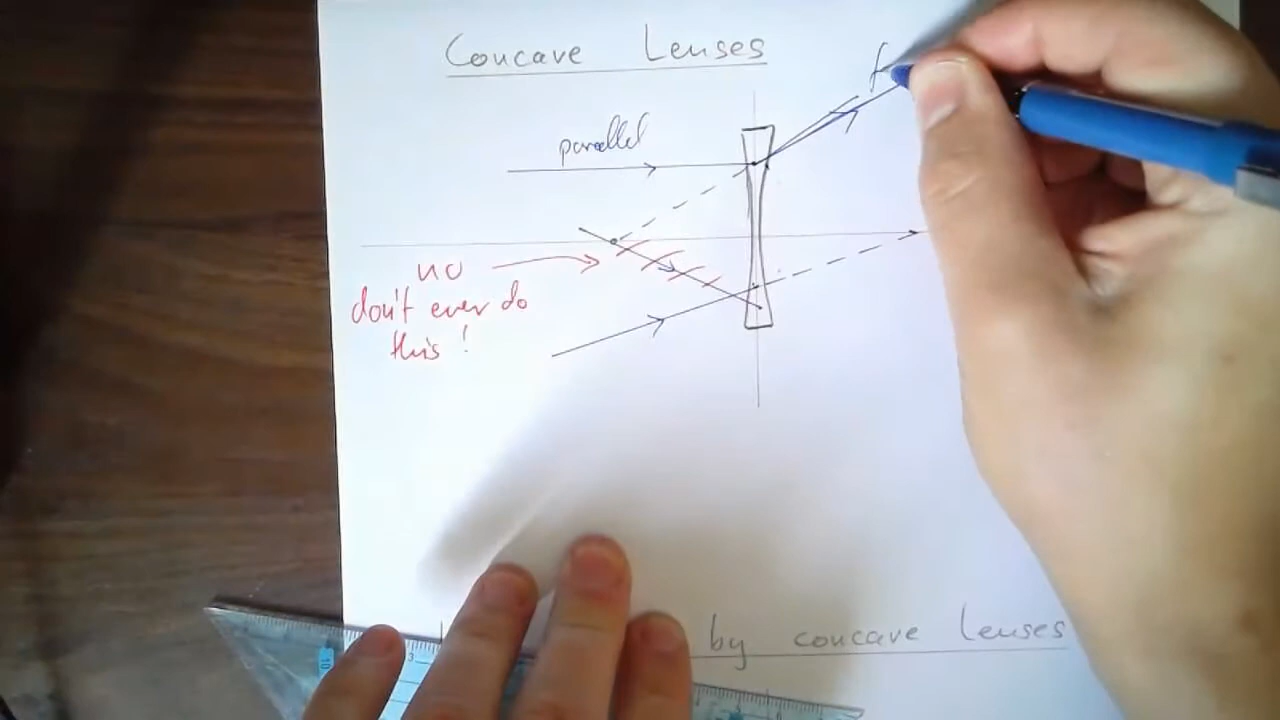 Concave Lenses
parallel
f
no
don't ever do
this!
by concave lenses